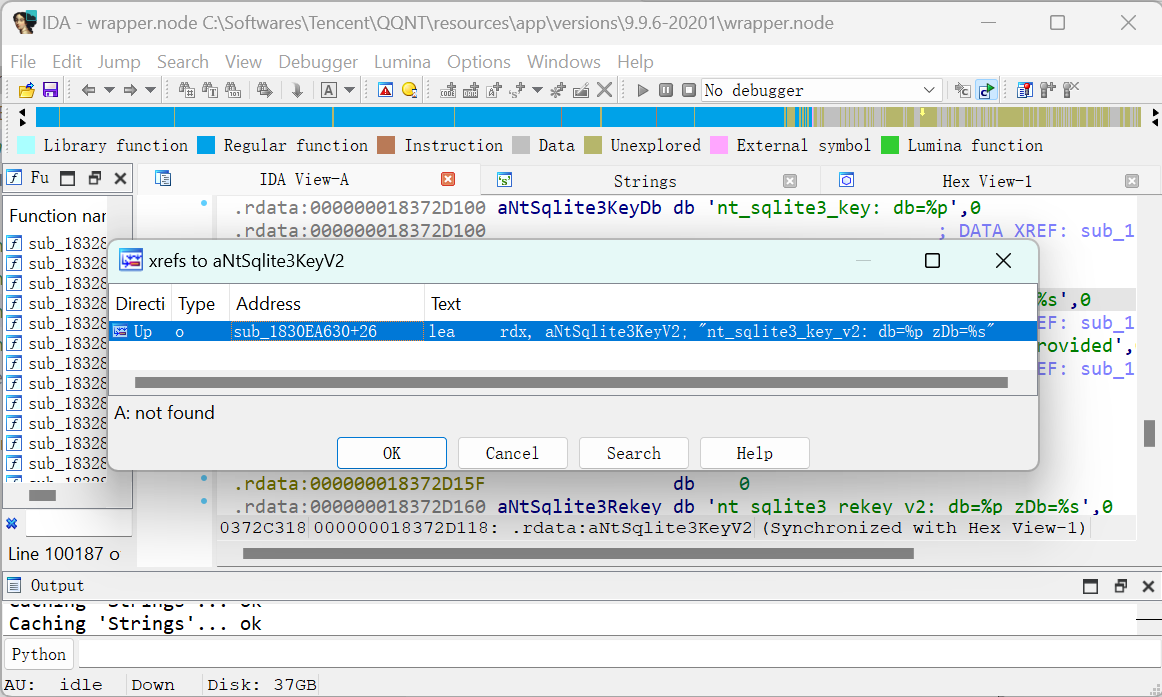 IDA - wrapper.node C:\Softwares\Tencent\QQNT\resources\app\versions\9.9.6-20201\wrapper.node
File Edit Jump Search View Debugger Lumina Options Windows Help
No debugger
Library function Regular function Instruction Data Unexplored External symbol Lumina function
Fu
IDA View-A
Strings
Hex View-1
Function nar
sub_18328
sub_18328
sub_18328
sub_18328
sub_18328
sub_18328
sub_18328
sub_18328
sub_18328
sub_18328
sub_18328
sub_18328
Line 100187 o
.rdata:000000018372D100 aNtSqlite3KeyDb db 'nt_sqlite3_key: db=%p',0
.rdata:000000018372D100 ; DATA XREF: sub_1
%s',0
EF: sub_1
rovided',
EF: sub_1
xrefs to aNtSqlite3KeyV2
Directi Type Address Text
Up o sub_1830EA630+26 lea rdx, aNtSqlite3KeyV2; "nt_sqlite3_key_v2: db=%p zDb=%s"
A: not found
OK Cancel Search Help
.rdata:000000018372D15F db 0
.rdata:000000018372D160 aNtSqlite3Rekey db 'nt_sqlite3_rekey_v2: db=%p zDb=%s',0
0372C318 000000018372D118: .rdata:aNtSqlite3KeyV2 (Synchronized with Hex View-1)
Output
Caching 'Strings'... ok
Caching 'Strings'... ok
Python
AU: idle Down Disk: 37GB